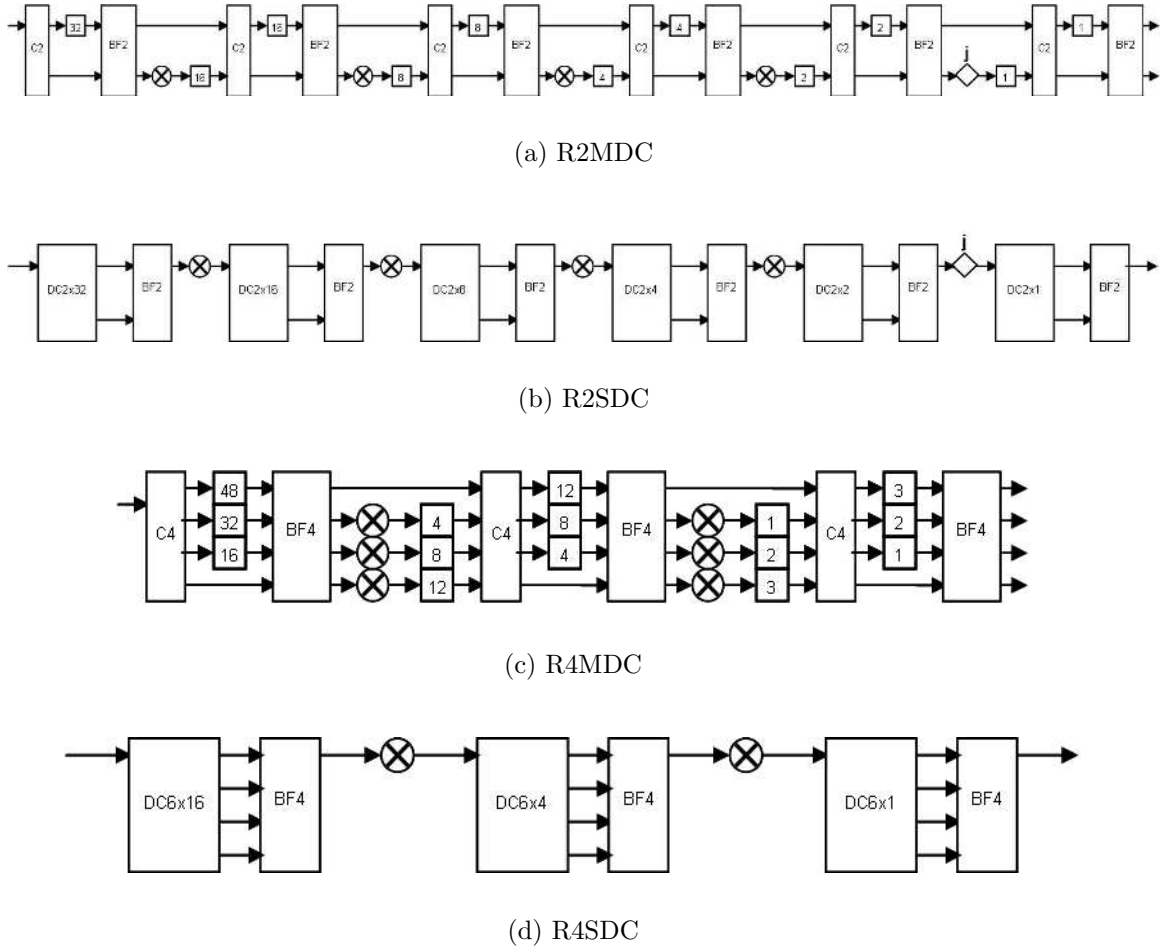 32 16 8 4 2 1
C2 BF2 C2 BF2 C2 BF2 C2 BF2 C2 BF2 C2 BF2
j
16 8 4 2 1
(a) R2MDC
j
DC2x32 BF2 DC2x16 BF2 DC2x8 BF2 DC2x4 BF2 DC2x2 BF2 DC2x1 BF2
(b) R2SDC
48 12 3
32 4 8 1 2
C4 BF4 C4 BF4 C4 BF4
16 8 4 2 1
12 3
(c) R4MDC
DC6x16 BF4 DC6x4 BF4 DC6x1 BF4
(d) R4SDC